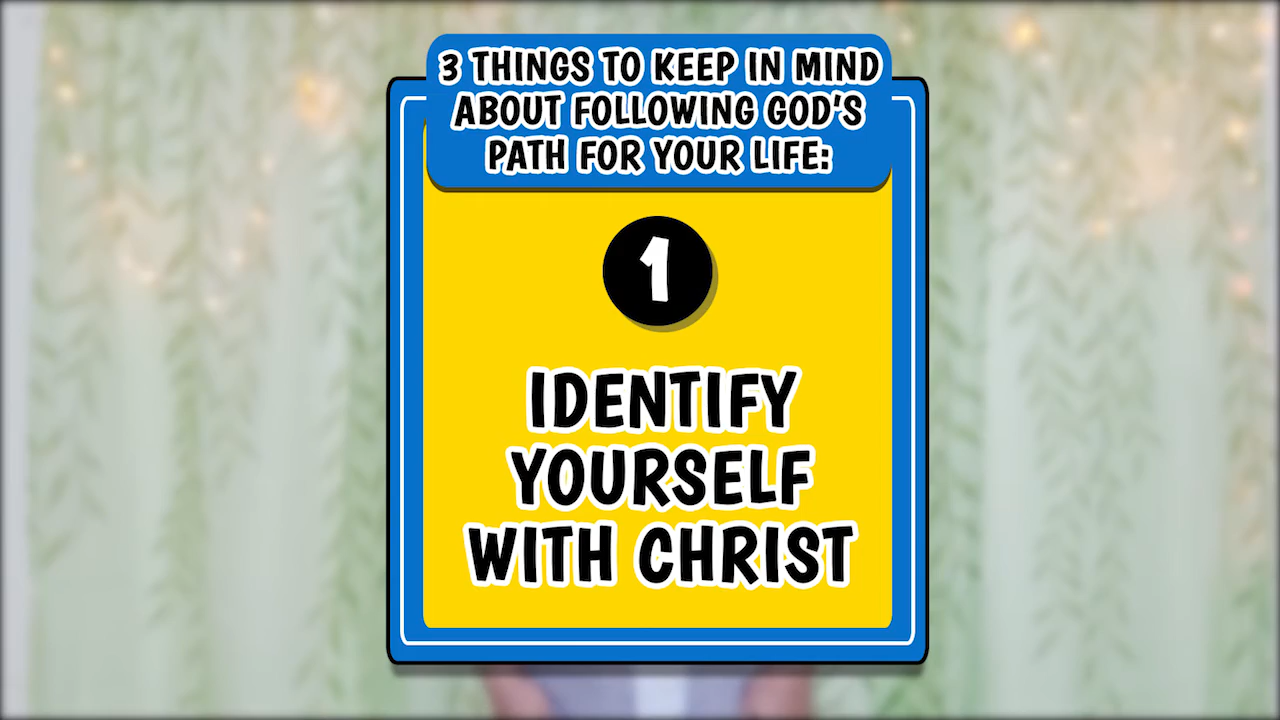 3 THINGS TO KEEP IN MIND
ABOUT FOLLOWING GOD'S
PATH FOR YOUR LIFE:
1
IDENTIFY
YOURSELF
WITH CHRIST